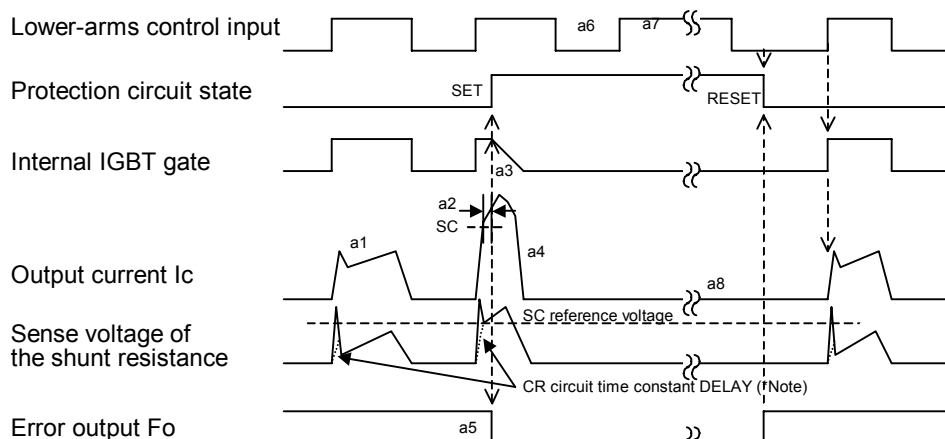 Lower-arms control input
a6
a7
Protection circuit state
SET
RESET
Internal IGBT gate
a3
a2
SC
a4
a1
Output current Ic
a8
SC reference voltage
Sense voltage of
the shunt resistance
CR circuit time constant DELAY (*Note)
a5
Error output Fo